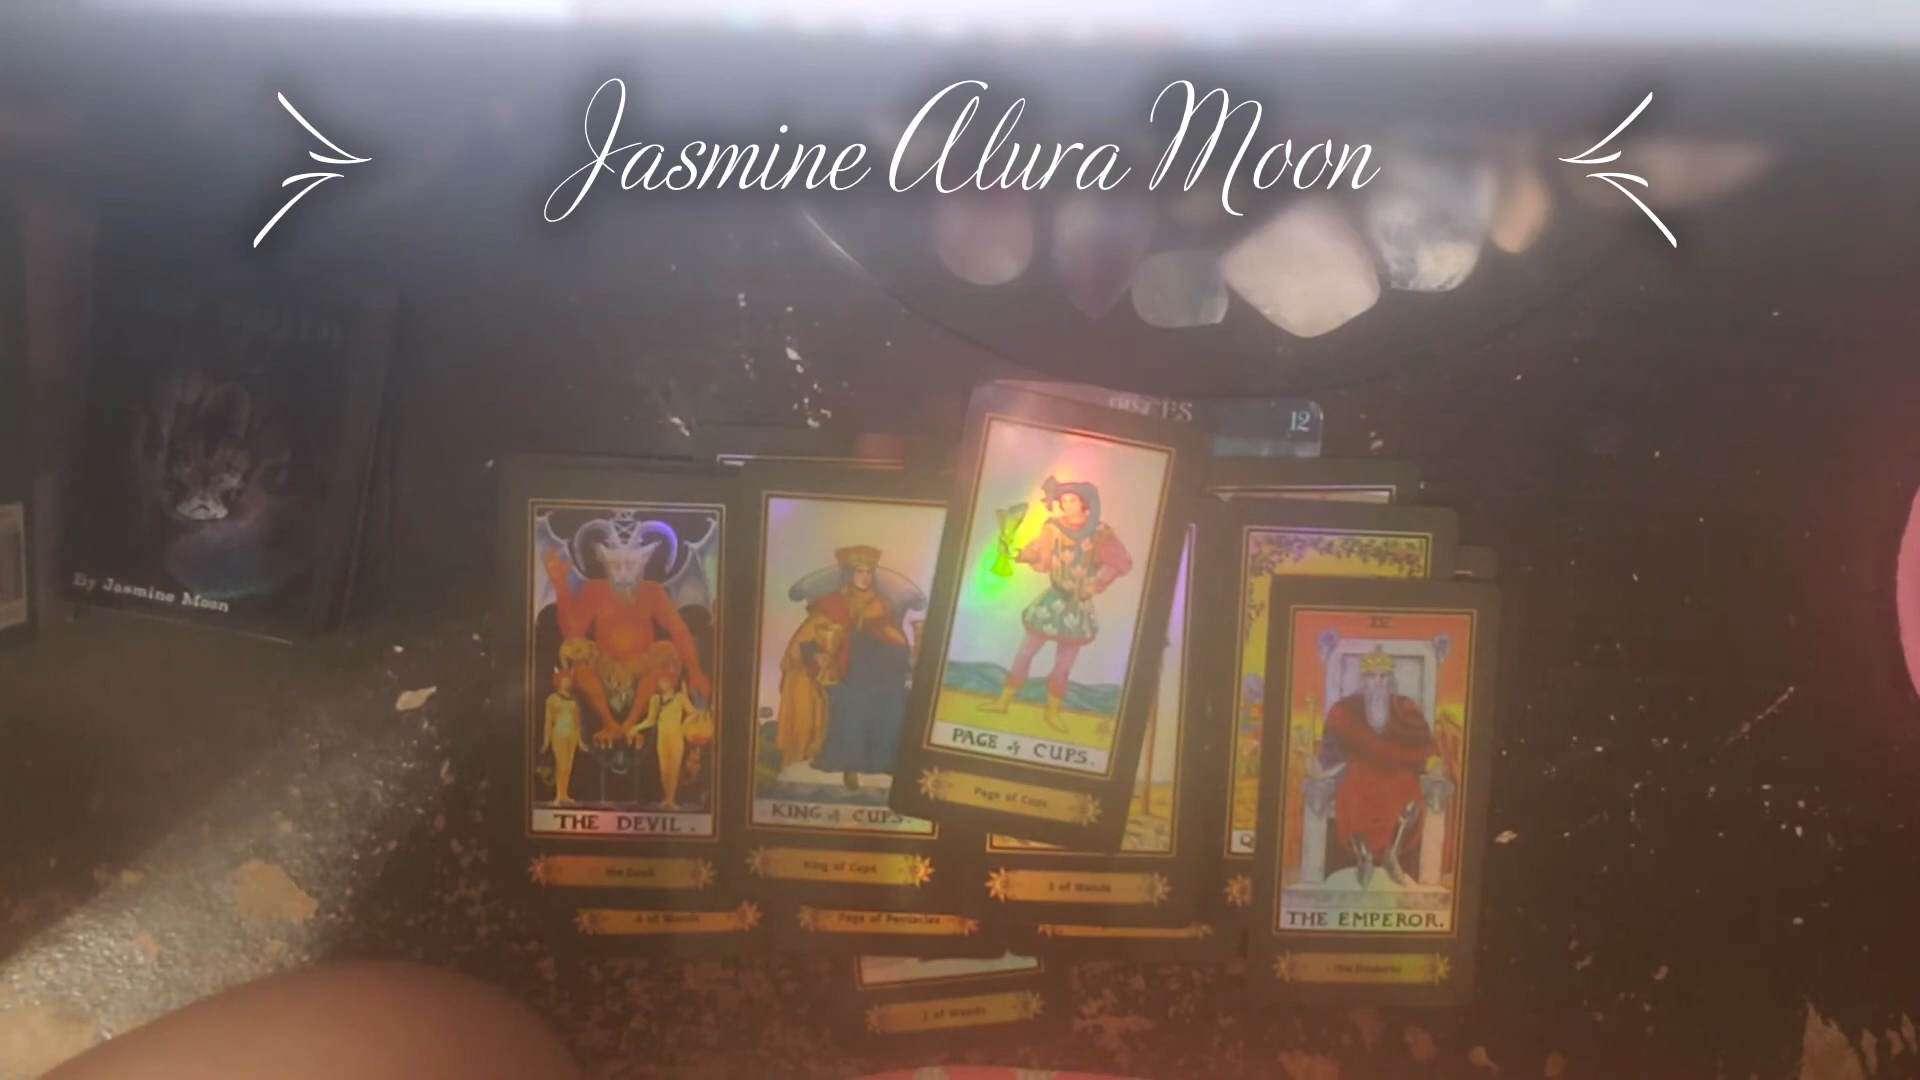 Jasmine Alura Moon
PISCES
12
By Jasmine Moon
THE DEVIL.
the Devil
4 of Wands
KING of CUPS.
King of Cups
Page of Pentacles
PAGE of CUPS.
Page of Cups
3 of Wands
2 of Wands
Q
IV
THE EMPEROR.
The Emperor